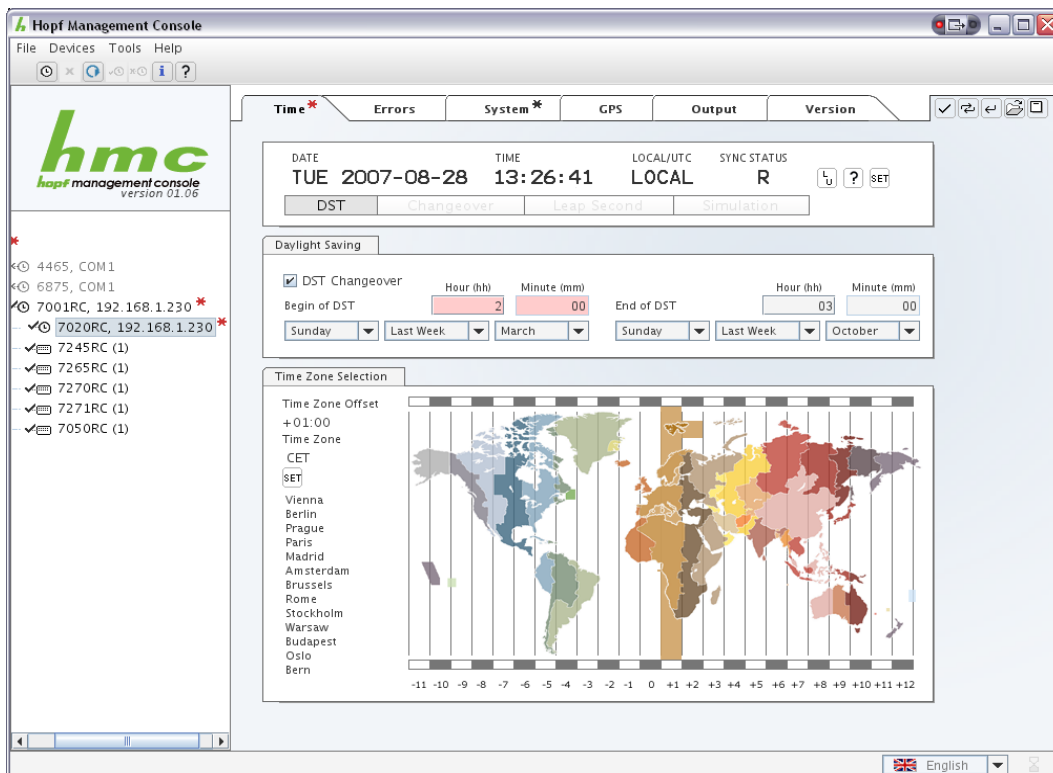 Hopf Management Console
File Devices Tools Help
i ?
hmc
hopf management console
version 01.06
* 
4465, COM1
6875, COM1
7001RC, 192.168.1.230 *
7020RC, 192.168.1.230 *
7245RC (1)
7265RC (1)
7270RC (1)
7271RC (1)
7050RC (1)
Time* Errors System* GPS Output Version
DATE TIME LOCAL/UTC SYNC STATUS
TUE 2007-08-28 13:26:41 LOCAL R L U ? SET
DST Changeover Leap Second Simulation
Daylight Saving
DST Changeover
Hour (hh) Minute (mm) Hour (hh) Minute (mm)
Begin of DST 2 00 End of DST 03 00
Sunday Last Week March Sunday Last Week October
Time Zone Selection
Time Zone Offset
+01:00
Time Zone
CET
SET
Vienna
Berlin
Prague
Paris
Madrid
Amsterdam
Brussels
Rome
Stockholm
Warsaw
Budapest
Oslo
Bern
-11 -10 -9 -8 -7 -6 -5 -4 -3 -2 -1 0 +1 +2 +3 +4 +5 +6 +7 +8 +9 +10 +11 +12
English